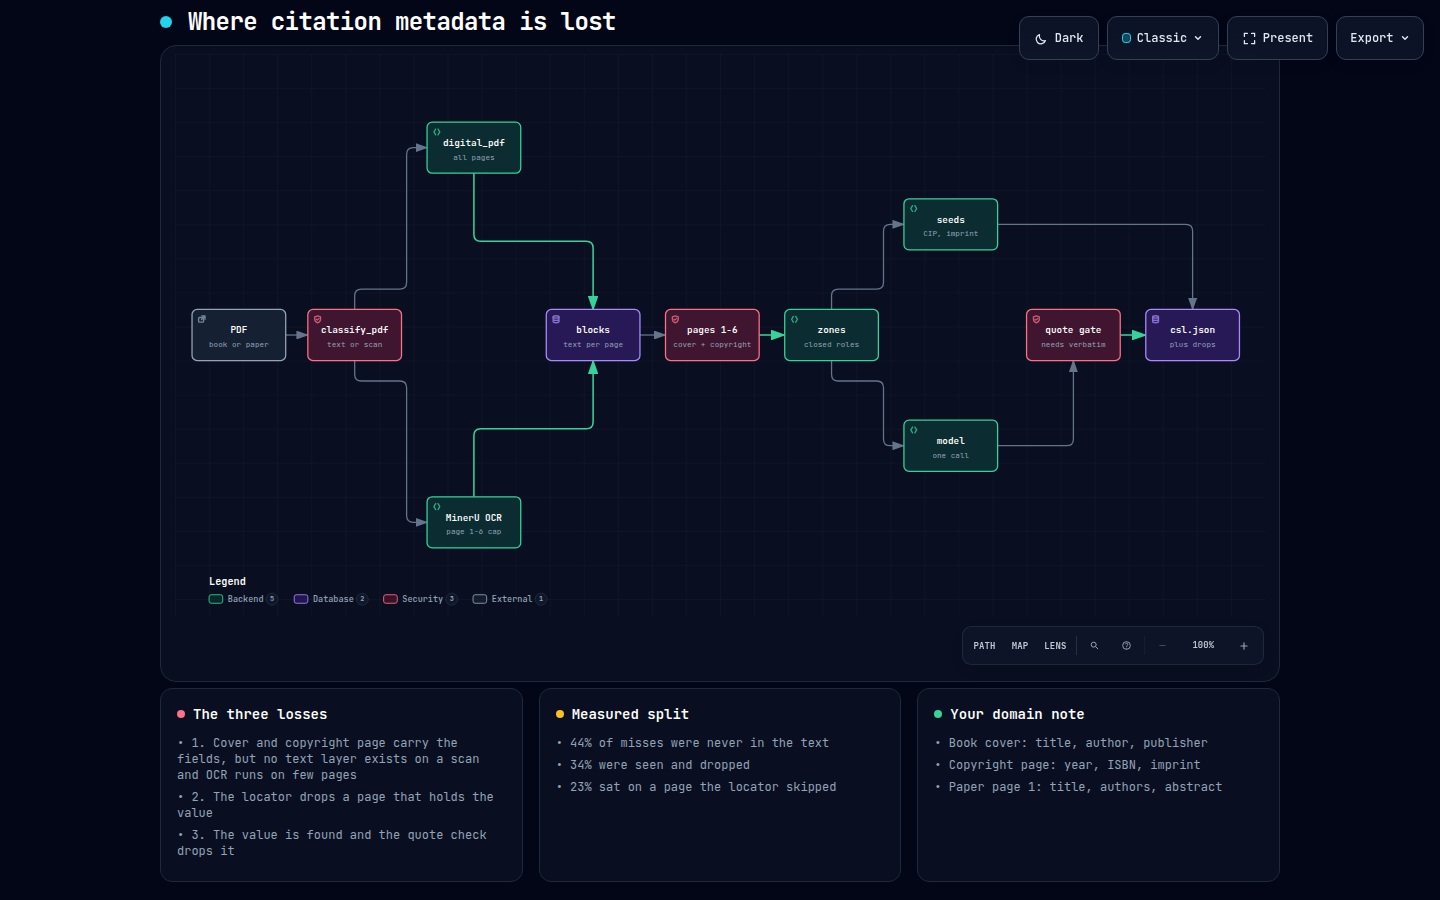 Where citation metadata is lost
Dark
Classic
Present
Export
digital_pdf
all pages
seeds
CIP, imprint
PDF
book or paper
classify_pdf
text or scan
blocks
text per page
pages 1-6
cover + copyright
zones
closed roles
quote gate
needs verbatim
csl.json
plus drops
model
one call
MinerU OCR
page 1-6 cap
Legend
Backend 5
Database 2
Security 3
External 1
PATH
MAP
LENS
100%
The three losses
• 1. Cover and copyright page carry the
fields, but no text layer exists on a scan
and OCR runs on few pages
• 2. The locator drops a page that holds the
value
• 3. The value is found and the quote check
drops it
Measured split
• 44% of misses were never in the text
• 34% were seen and dropped
• 23% sat on a page the locator skipped
Your domain note
• Book cover: title, author, publisher
• Copyright page: year, ISBN, imprint
• Paper page 1: title, authors, abstract